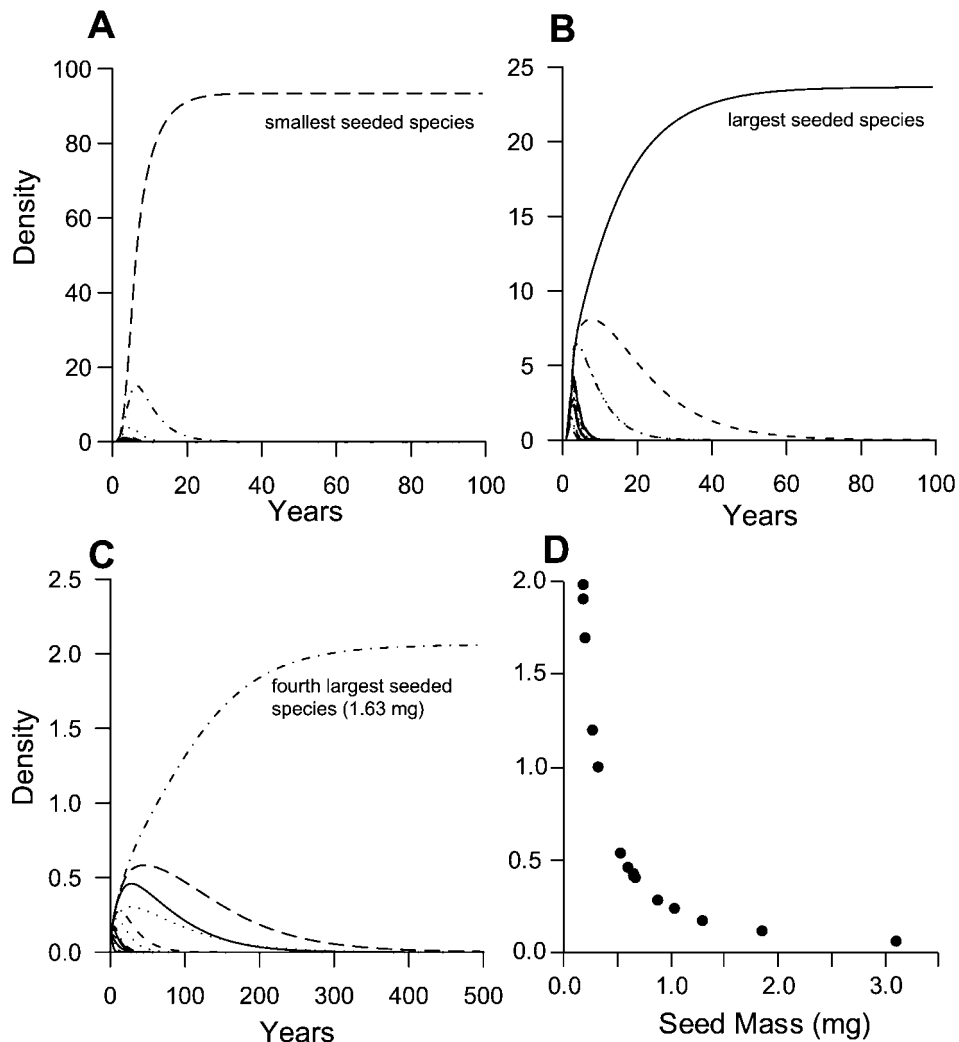 A
100
80
60
40
20
0
Density
smallest seeded species
0 20 40 60 80 100
Years
B
25
20
15
10
5
0
largest seeded species
0 20 40 60 80 100
Years
C
2.5
2.0
1.5
1.0
0.5
0.0
Density
fourth largest seeded
species (1.63 mg)
0 100 200 300 400 500
Years
D
2.0
1.5
1.0
0.5
0.0
0.0 1.0 2.0 3.0
Seed Mass (mg)